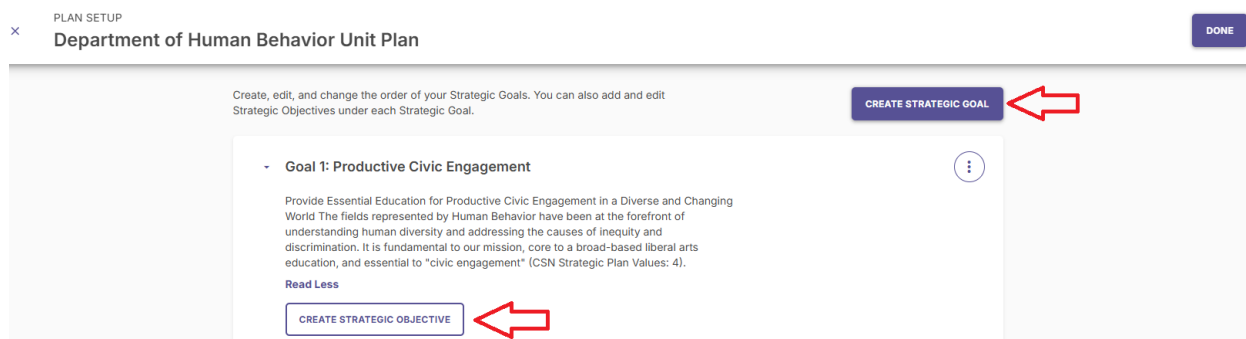 PLAN SETUP
× Department of Human Behavior Unit Plan
DONE
Create, edit, and change the order of your Strategic Goals. You can also add and edit
Strategic Objectives under each Strategic Goal.
CREATE STRATEGIC GOAL
Goal 1: Productive Civic Engagement
Provide Essential Education for Productive Civic Engagement in a Diverse and Changing
World The fields represented by Human Behavior have been at the forefront of
understanding human diversity and addressing the causes of inequity and
discrimination. It is fundamental to our mission, core to a broad-based liberal arts
education, and essential to "civic engagement" (CSN Strategic Plan Values: 4).
Read Less
CREATE STRATEGIC OBJECTIVE